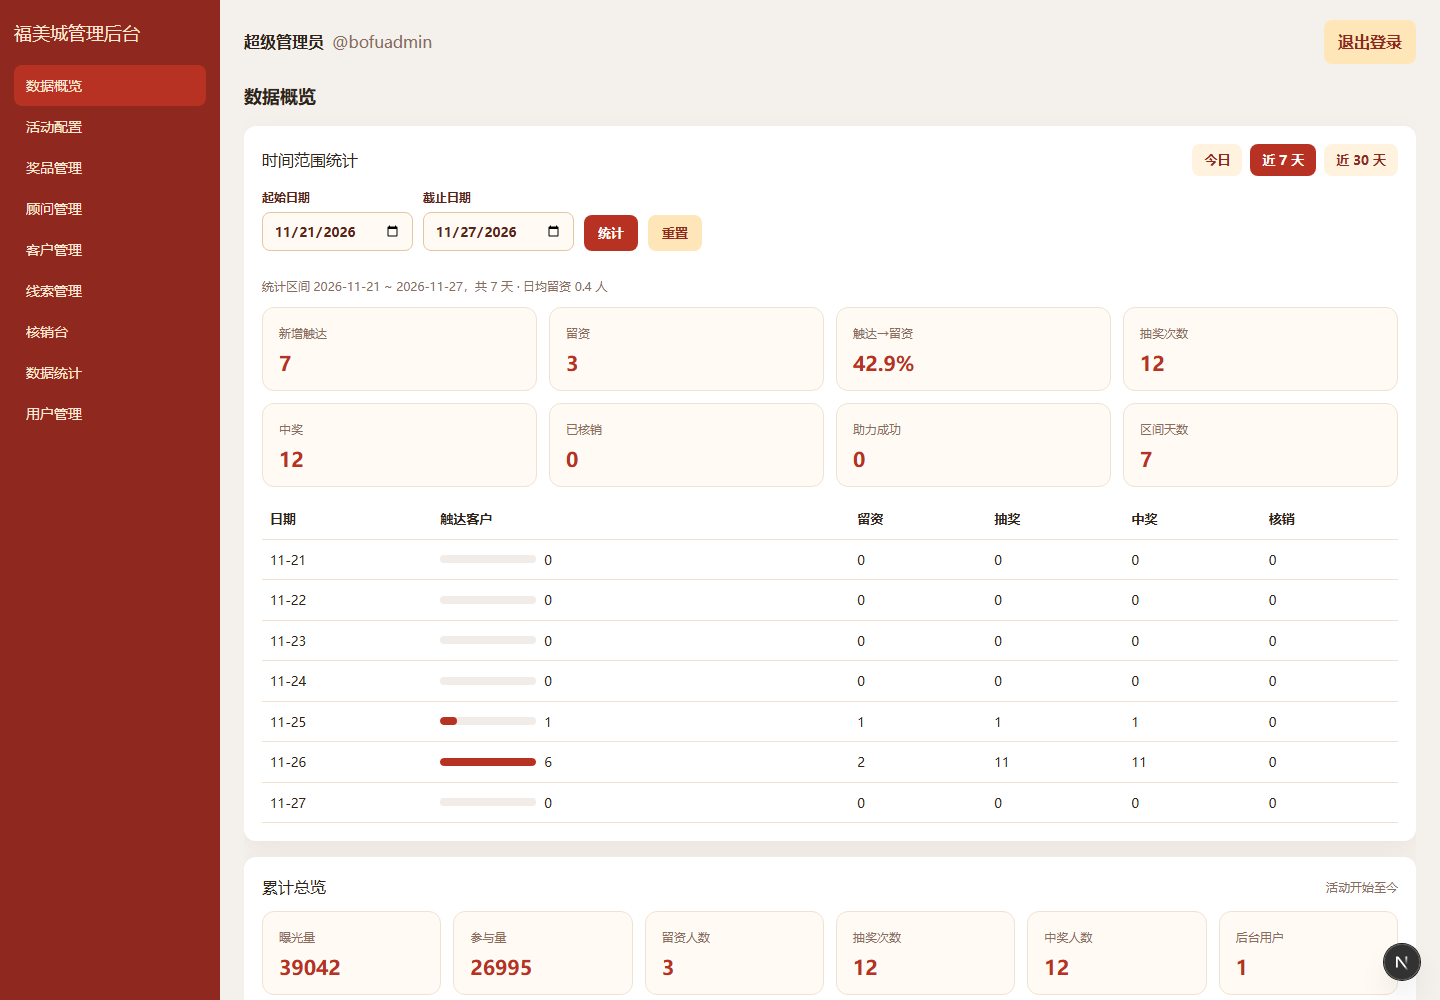 福美城管理后台
数据概览
活动配置
奖品管理
顾问管理
客户管理
线索管理
核销台
数据统计
用户管理
超级管理员 @bofuadmin
退出登录
数据概览
时间范围统计
今日 近 7 天 近 30 天
起始日期 截止日期
11/21/2026 11/27/2026 统计 重置
统计区间 2026-11-21 ~ 2026-11-27，共 7 天 · 日均留资 0.4 人
新增触达 留资 触达→留资 抽奖次数
7 3 42.9% 12
中奖 已核销 助力成功 区间天数
12 0 0 7
日期 触达客户 留资 抽奖 中奖 核销
11-21 0 0 0 0 0
11-22 0 0 0 0 0
11-23 0 0 0 0 0
11-24 0 0 0 0 0
11-25 1 1 1 1 0
11-26 6 2 11 11 0
11-27 0 0 0 0 0
累计总览 活动开始至今
曝光量 参与量 留资人数 抽奖次数 中奖人数 后台用户
39042 26995 3 12 12 1
N